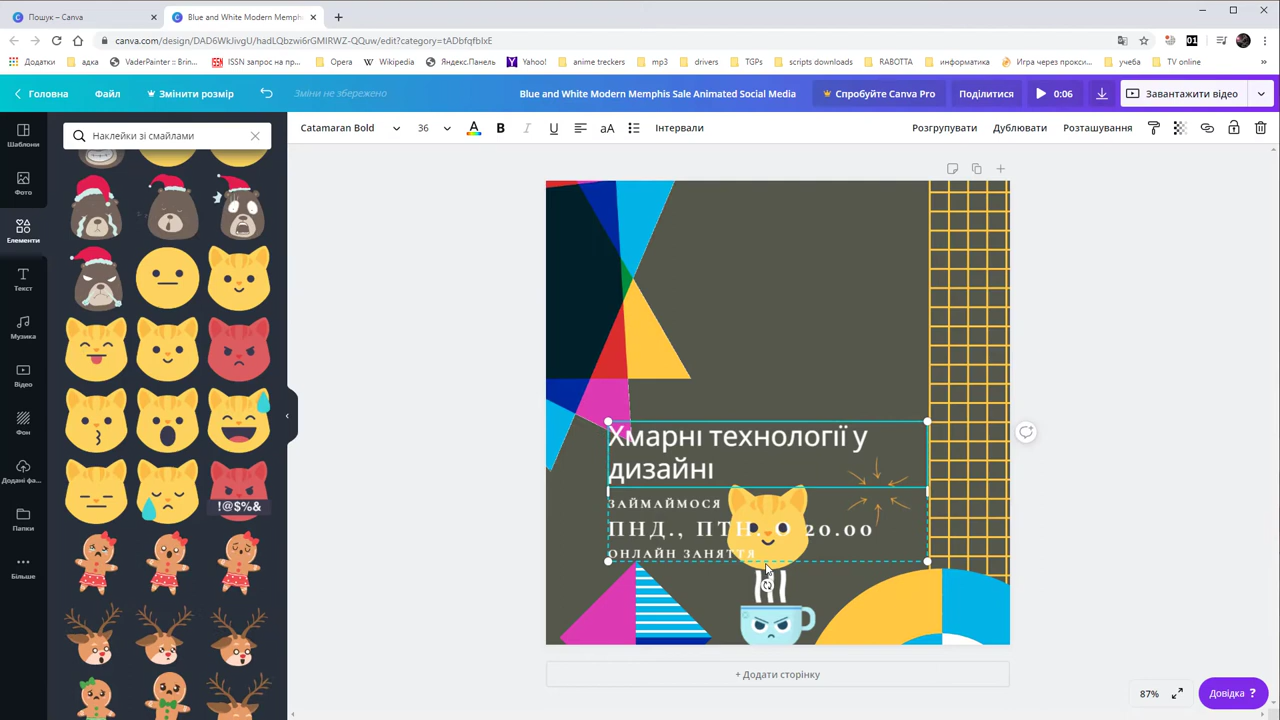 Пошук – Canva
Blue and White Modern Memph
canva.com/design/DAD6WkJivgU/hadLQbzwi6rGMIRWZ-QQuw/edit?category=tADbfqfblxE
Додатки
адка
VaderPainter :: Brin...
ISSN запрос на пр...
Opera
Wikipedia
Яндекс.Панель
Yahoo!
anime treckers
mp3
drivers
TGPs
scripts downloads
RABOTTA
информатика
Игра через прокси...
учеба
TV online
Головна
Файл
Змінити розмір
Зміни не збережено
Blue and White Modern Memphis Sale Animated Social Media
Спробуйте Canva Pro
Поділитися
0:06
Завантажити відео
Шаблони
Фото
Елементи
Текст
Музика
Відео
Фон
Додані фа...
Папки
Більше
Наклейки зі смайлами
!@$%&
Catamaran Bold
36
A
B
I
U
aA
Інтервали
Розгрупувати
Дублювати
Розташування
Хмарні технології у
дизайні
ЗАЙМАЙМОСЯ
ПНД., ПТН. О 20.00
ОНЛАЙН ЗАНЯТТЯ
+ Додати сторінку
87%
Довідка ?